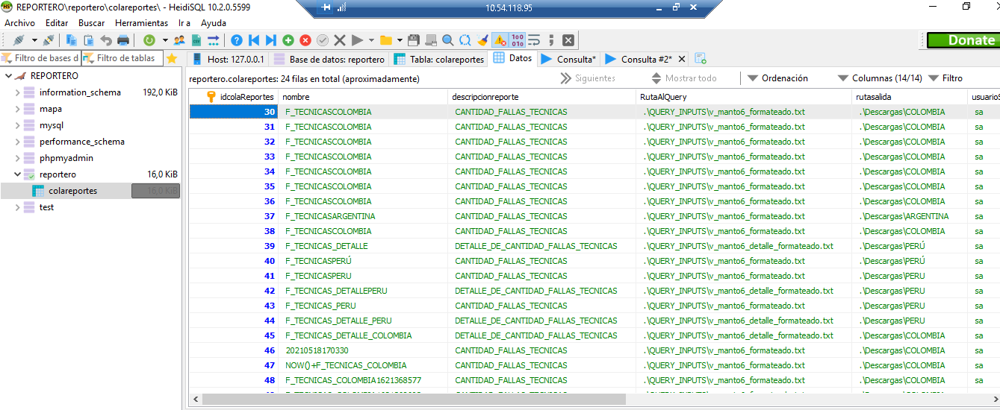 REPORTERO\reportero\colareportes\ - HeidiSQL 10.2.0.5599
10.54.118.95
Archivo Editar Buscar Herramientas Ir a Ayuda
Donate
Filtro de bases d Filtro de tablas
Host: 127.0.0.1 Base de datos: reportero Tabla: colareportes Datos Consulta* Consulta #2*
REPORTERO
information_schema 192,0 KiB
mapa
mysql
performance_schema
phpmyadmin
reportero 16,0 KiB
colareportes 16,0 KiB
test
reportero.colareportes: 24 filas en total (aproximadamente) Siguientes Mostrar todo Ordenación Columns (14/14) Filtro
idcolaReportes nombre descripcionreporte RutaAlQuery rutasalida usuarioS
30 F_TECNICASCOLOMBIA CANTIDAD_FALLAS_TECNICAS .\QUERY_INPUTS\v_manto6_formateado.txt .\Descargas\COLOMBIA sa
31 F_TECNICASCOLOMBIA CANTIDAD_FALLAS_TECNICAS .\QUERY_INPUTS\v_manto6_formateado.txt .\Descargas\COLOMBIA sa
32 F_TECNICASCOLOMBIA CANTIDAD_FALLAS_TECNICAS .\QUERY_INPUTS\v_manto6_formateado.txt .\Descargas\COLOMBIA sa
33 F_TECNICASCOLOMBIA CANTIDAD_FALLAS_TECNICAS .\QUERY_INPUTS\v_manto6_formateado.txt .\Descargas\COLOMBIA sa
34 F_TECNICASCOLOMBIA CANTIDAD_FALLAS_TECNICAS .\QUERY_INPUTS\v_manto6_formateado.txt .\Descargas\COLOMBIA sa
35 F_TECNICASCOLOMBIA CANTIDAD_FALLAS_TECNICAS .\QUERY_INPUTS\v_manto6_formateado.txt .\Descargas\COLOMBIA sa
36 F_TECNICASCOLOMBIA CANTIDAD_FALLAS_TECNICAS .\QUERY_INPUTS\v_manto6_formateado.txt .\Descargas\COLOMBIA sa
37 F_TECNICASARGENTINA CANTIDAD_FALLAS_TECNICAS .\QUERY_INPUTS\v_manto6_formateado.txt .\Descargas\ARGENTINA sa
38 F_TECNICASCOLOMBIA CANTIDAD_FALLAS_TECNICAS .\QUERY_INPUTS\v_manto6_formateado.txt .\Descargas\COLOMBIA sa
39 F_TECNICAS_DETALLE DETALLE_DE_CANTIDAD_FALLAS_TECNICAS .\QUERY_INPUTS\v_manto6_detalle_formateado.txt .\Descargas\PERÚ sa
40 F_TECNICASPERÚ CANTIDAD_FALLAS_TECNICAS .\QUERY_INPUTS\v_manto6_formateado.txt .\Descargas\PERÚ sa
41 F_TECNICASPERU CANTIDAD_FALLAS_TECNICAS .\QUERY_INPUTS\v_manto6_formateado.txt .\Descargas\PERU sa
42 F_TECNICAS_DETALLEPERU DETALLE_DE_CANTIDAD_FALLAS_TECNICAS .\QUERY_INPUTS\v_manto6_detalle_formateado.txt .\Descargas\PERU sa
43 F_TECNICAS_PERU CANTIDAD_FALLAS_TECNICAS .\QUERY_INPUTS\v_manto6_formateado.txt .\Descargas\PERU sa
44 F_TECNICAS_DETALLE_PERU DETALLE_DE_CANTIDAD_FALLAS_TECNICAS .\QUERY_INPUTS\v_manto6_detalle_formateado.txt .\Descargas\PERU sa
45 F_TECNICAS_DETALLE_COLOMBIA DETALLE_DE_CANTIDAD_FALLAS_TECNICAS .\QUERY_INPUTS\v_manto6_detalle_formateado.txt .\Descargas\COLOMBIA sa
46 20210518170330 CANTIDAD_FALLAS_TECNICAS .\QUERY_INPUTS\v_manto6_formateado.txt .\Descargas\COLOMBIA sa
47 NOW()+F_TECNICAS_COLOMBIA CANTIDAD_FALLAS_TECNICAS .\QUERY_INPUTS\v_manto6_formateado.txt .\Descargas\COLOMBIA sa
48 F_TECNICAS_COLOMBIA1621368577 CANTIDAD_FALLAS_TECNICAS .\QUERY_INPUTS\v_manto6_formateado.txt .\Descargas\COLOMBIA sa